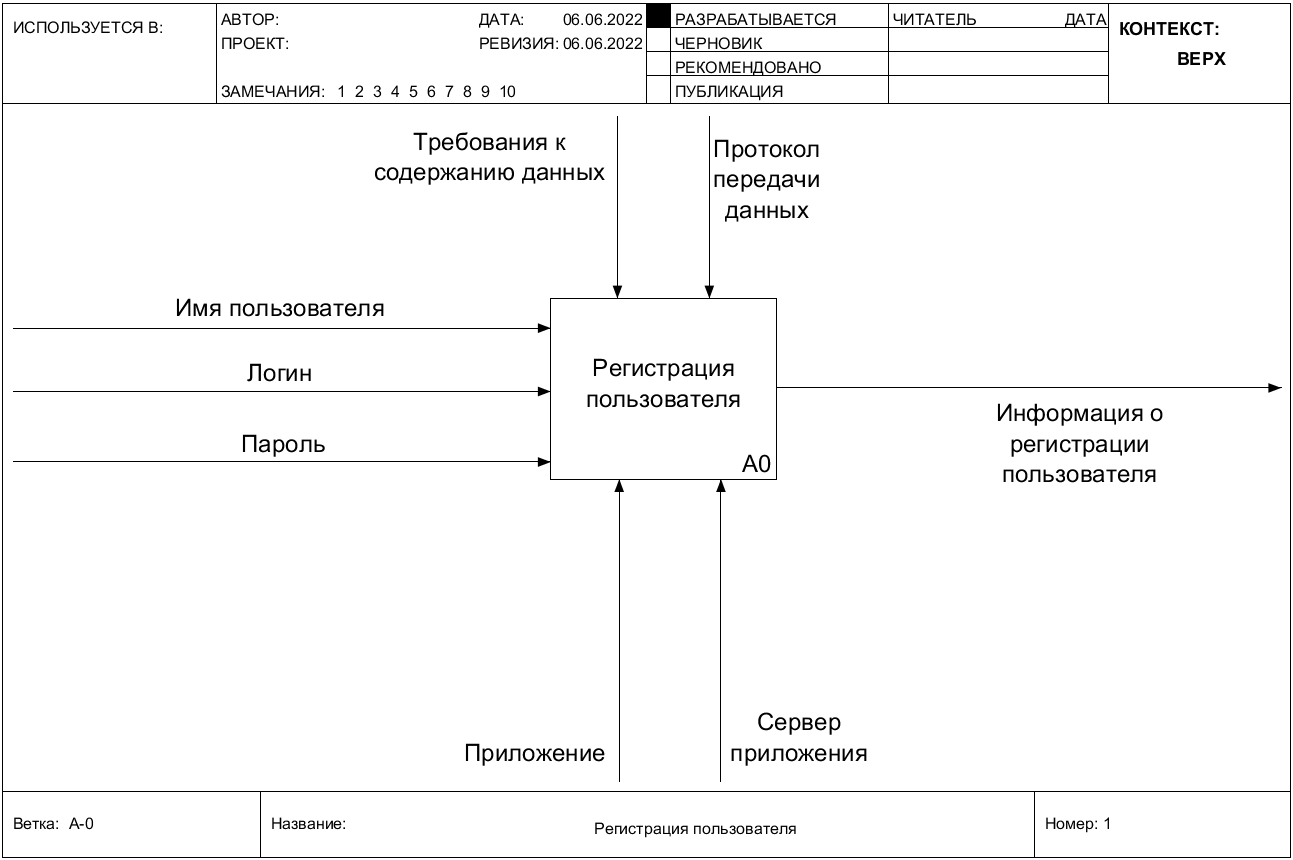 ИСПОЛЬЗУЕТСЯ В:
АВТОР:
ДАТА: 06.06.2022
ПРОЕКТ:
РЕВИЗИЯ: 06.06.2022
ЗАМЕЧАНИЯ: 1 2 3 4 5 6 7 8 9 10
РАЗРАБАТЫВАЕТСЯ
ЧЕРНОВИК
РЕКОМЕНДОВАНО
ПУБЛИКАЦИЯ
ЧИТАТЕЛЬ
ДАТА
КОНТЕКСТ:
ВЕРХ
Требования к
содержанию данных
Протокол
передачи
данных
Имя пользователя
Логин
Пароль
Регистрация
пользователя
A0
Информация о
регистрации
пользователя
Приложение
Сервер
приложения
Ветка: A-0
Название:
Регистрация пользователя
Номер: 1